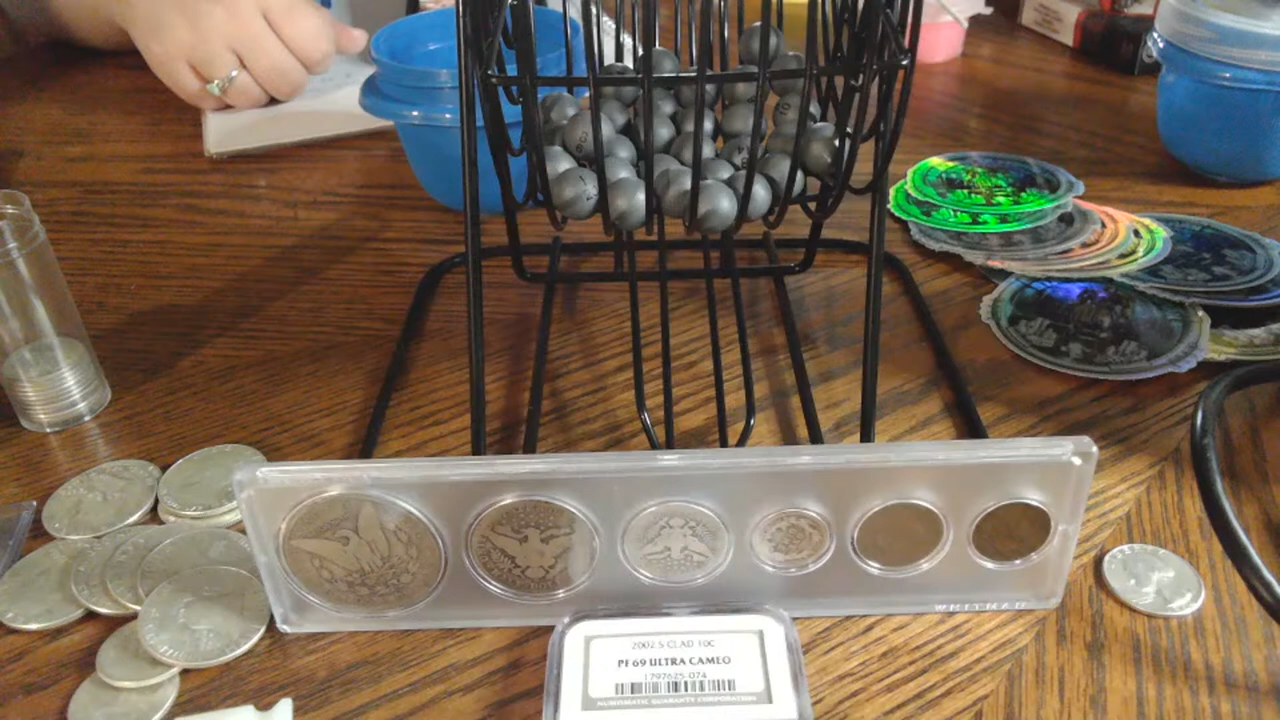 WHITMAN
2002 S CLAD 10C
PF 69 ULTRA CAMEO
1797625-074
NUMISMATIC GUARANTY CORPORATION